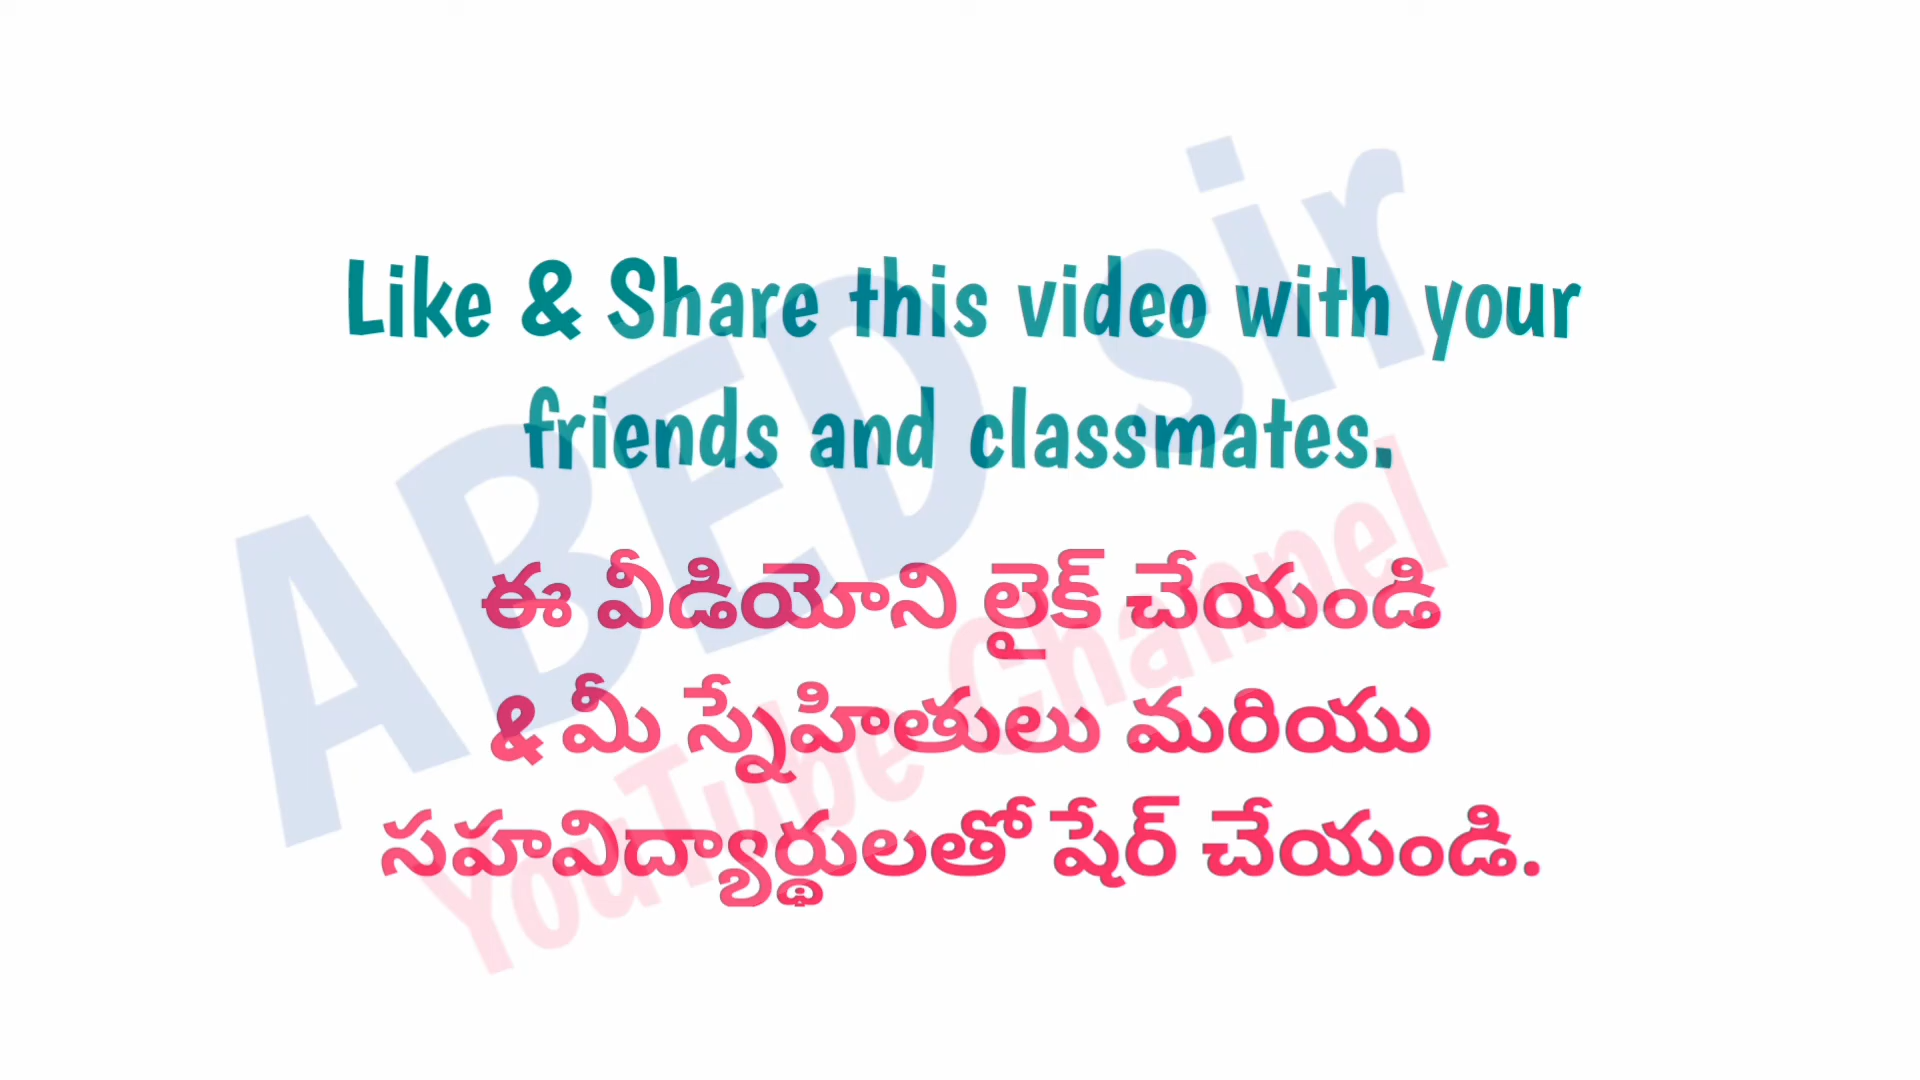 Like & Share this video with your
friends and classmates.
ఈ వీడియోని లైక్ చేయండి
& మీ స్నేహితులు మరియు
సహవిద్యార్థులతో షేర్ చేయండి.
ABED sir
YouTube Channel